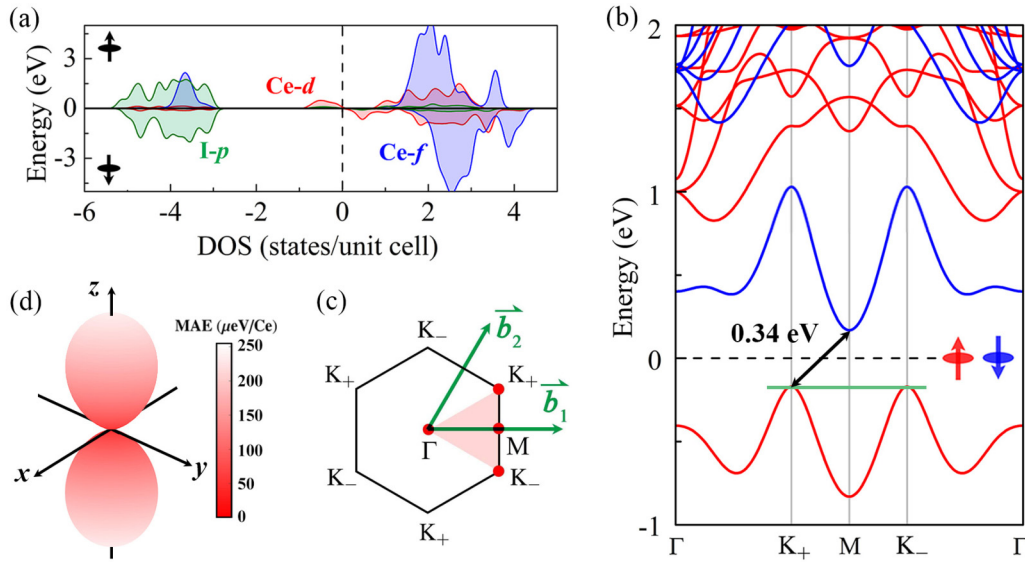 (a)
Energy (eV)
3
0
-3
Ce-d
I-p
Ce-f
-6 -4 -2 0 2 4
DOS (states/unit cell)
(b)
Energy (eV)
2
1
0
-1
0.34 eV
Γ K₊ M K₋ Γ
(d)
z
x
y
MAE (μeV/Ce)
250
200
150
100
50
0
(c)
b₂
K₋
K₊
K₊
b₁
Γ
M
K₋
K₋
K₊